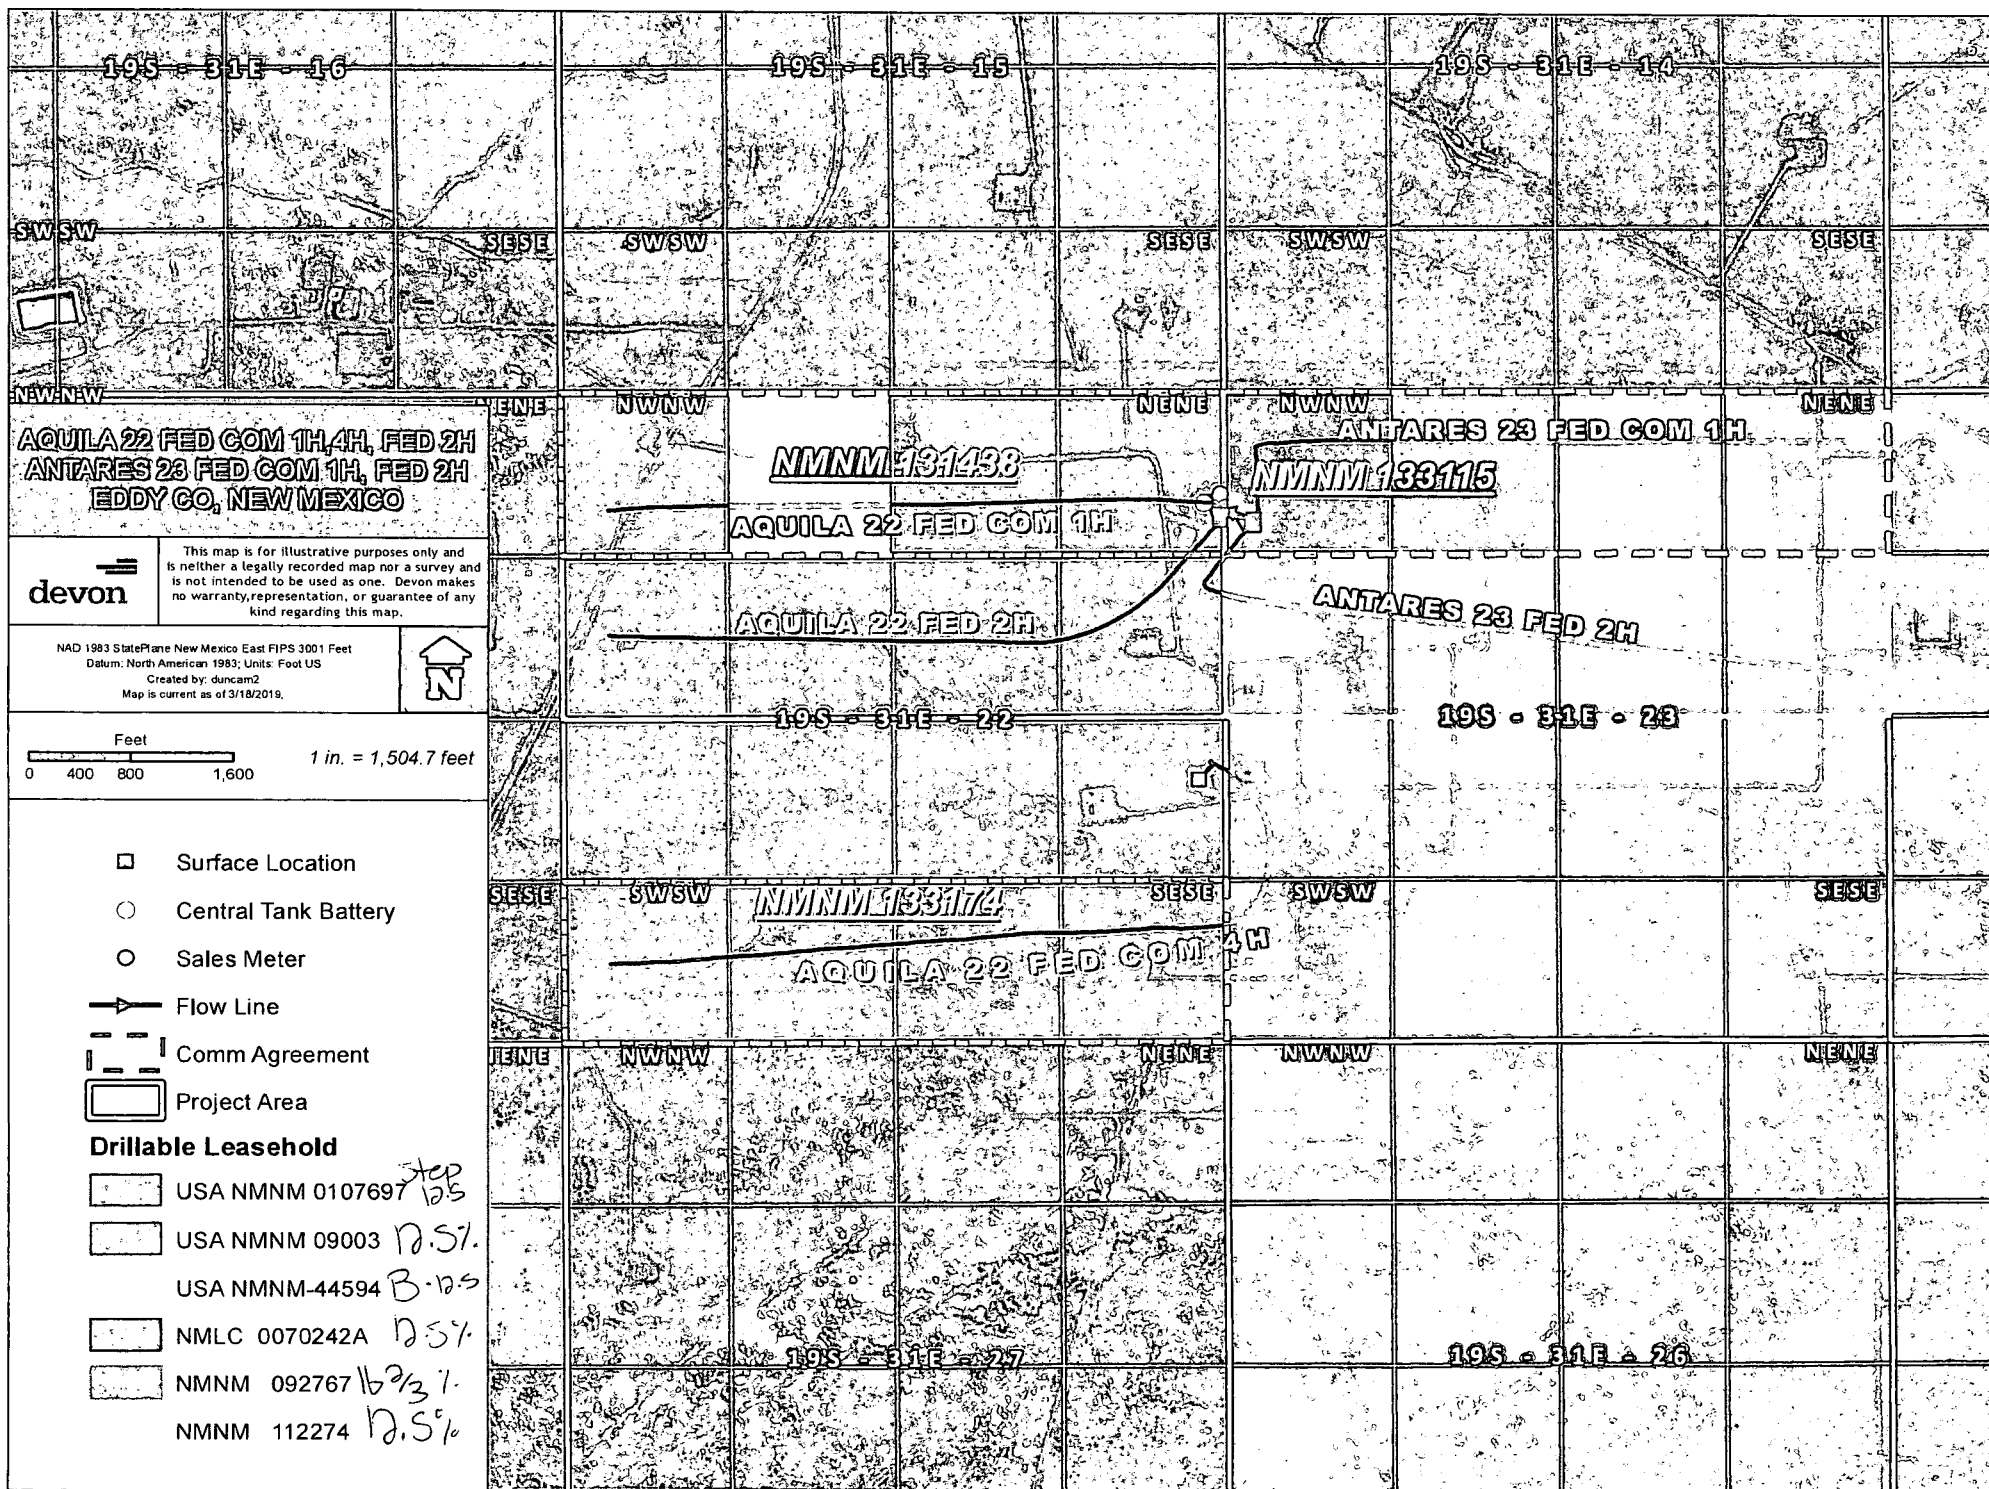 19S - 31E - 16
19S - 31E - 15
19S - 31E - 14
SWSW
SESE
SWSW
SESE
SWSW
SESE
NWNW
NENE
NWNW
NENE
NWNW
NENE
AQUILA 22 FED COM 1H,4H, FED 2H
ANTARES 23 FED COM 1H, FED 2H
EDDY CO, NEW MEXICO
devon
This map is for illustrative purposes only and
is neither a legally recorded map nor a survey and
is not intended to be used as one. Devon makes
no warranty,representation, or guarantee of any
kind regarding this map.
NAD 1983 StatePlane New Mexico East FIPS 3001 Feet
Datum: North American 1983; Units: Foot US
Created by: duncam2
Map is current as of 3/18/2019.
N
Feet
0 400 800 1,600
1 in. = 1,504.7 feet
Surface Location
Central Tank Battery
Sales Meter
Flow Line
Comm Agreement
Project Area
Drillable Leasehold
USA NMNM 0107697 step 12.5
USA NMNM 09003 12.5%
USA NMNM-44594 B-12.5
NMLC 0070242A 12.5%
NMNM 092767 16 2/3 %
NMNM 112274 12.5%
ANTARES 23 FED COM 1H
NMNM 131438
NMNM 133115
AQUILA 22 FED COM 1H
ANTARES 23 FED 2H
AQUILA 22 FED 2H
19S - 31E - 22
19S - 31E - 23
SESE
SWSW
NMNM 133174
SESE
SWSW
SESE
AQUILA 22 FED COM 4H
NENE
NWNW
NENE
NWNW
NENE
19S - 31E - 27
19S - 31E - 26